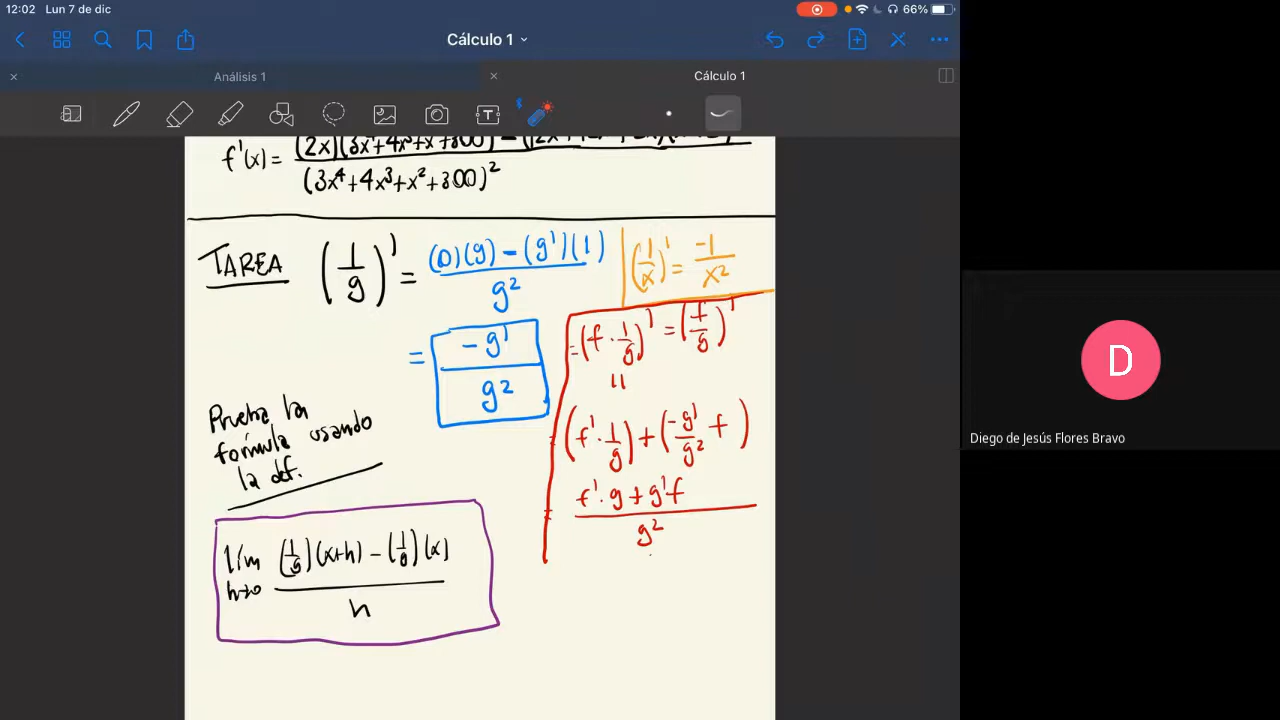 12:02 Lun 7 de dic
66%
Cálculo 1
Análisis 1
Cálculo 1
f'(x)=
(3x⁴+4x³+x²+300)²
TAREA (1/g)' = ((0)(g) - (g')(1))/g²
(1/x)' = -1/x²
= -g'/g²
=(f · 1/g)' = (f/g)'
=(f' · 1/g) + (-g'/g² f)
= (f'·g + g'f)/g²
Prueba la
fórmula usando
la def.
lím h→0 ((1/g)(x+h) - (1/g)(x))/h
D
Diego de Jesús Flores Bravo